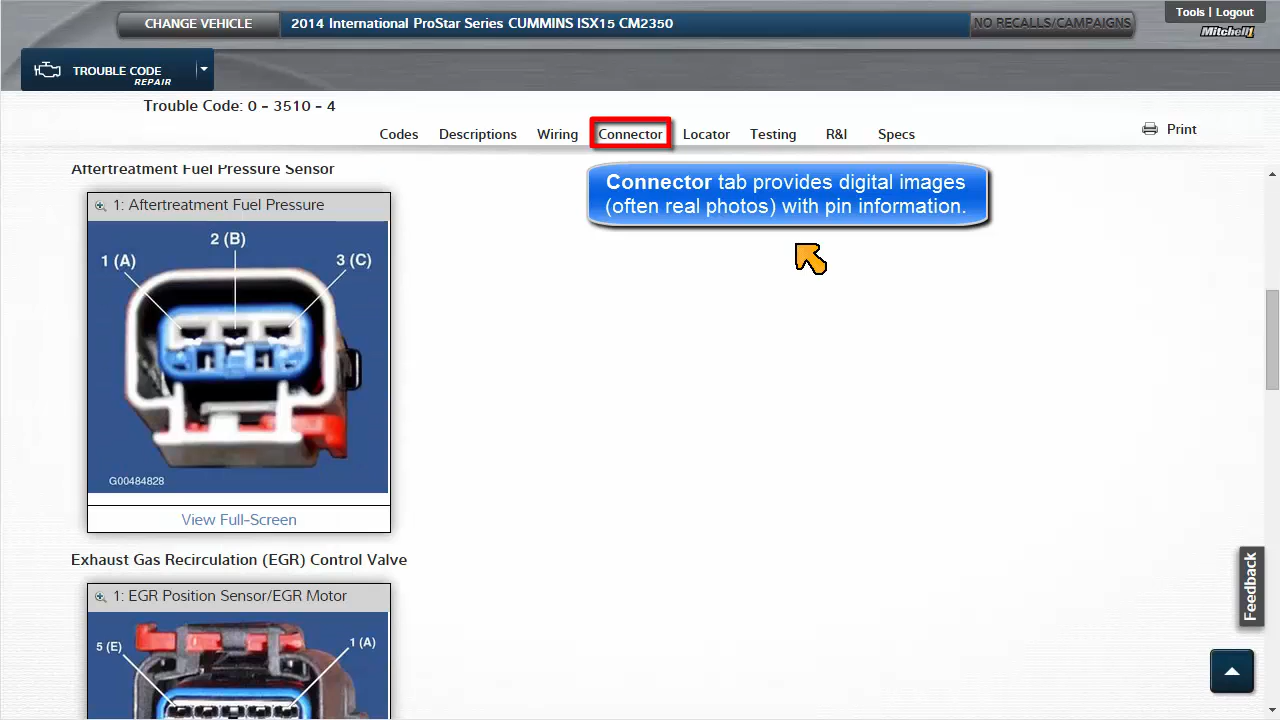 CHANGE VEHICLE
2014 International ProStar Series CUMMINS ISX15 CM2350
NO RECALLS/CAMPAIGNS
Tools | Logout
Mitchell1
TROUBLE CODE
REPAIR
Trouble Code: 0 - 3510 - 4
Codes
Descriptions
Wiring
Connector
Locator
Testing
R&I
Specs
Print
Connector tab provides digital images
(often real photos) with pin information.
Aftertreatment Fuel Pressure Sensor
1: Aftertreatment Fuel Pressure
2 (B)
1 (A)
3 (C)
G00484828
View Full-Screen
Exhaust Gas Recirculation (EGR) Control Valve
1: EGR Position Sensor/EGR Motor
5 (E)
1 (A)
Feedback